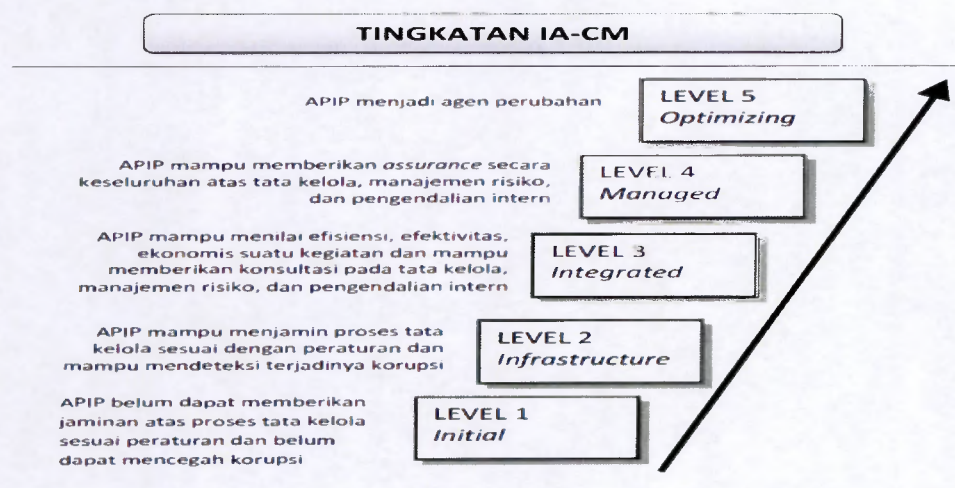 TINGKATAN IA-CM
APIP menjadi agen perubahan
LEVEL 5
Optimizing
APIP mampu memberikan assurance secara
keseluruhan atas tata kelola, manajemen risiko,
dan pengendalian intern
LEVEL 4
Managed
APIP mampu menilai efisiensi, efektivitas,
ekonomis suatu kegiatan dan mampu
memberikan konsultasi pada tata kelola,
manajemen risiko, dan pengendalian intern
LEVEL 3
Integrated
APIP mampu menjamin proses tata
kelola sesuai dengan peraturan dan
mampu mendeteksi terjadinya korupsi
LEVEL 2
Infrastructure
APIP belum dapat memberikan
jaminan atas proses tata kelola
sesuai peraturan dan belum
dapat mencegah korupsi
LEVEL 1
Initial